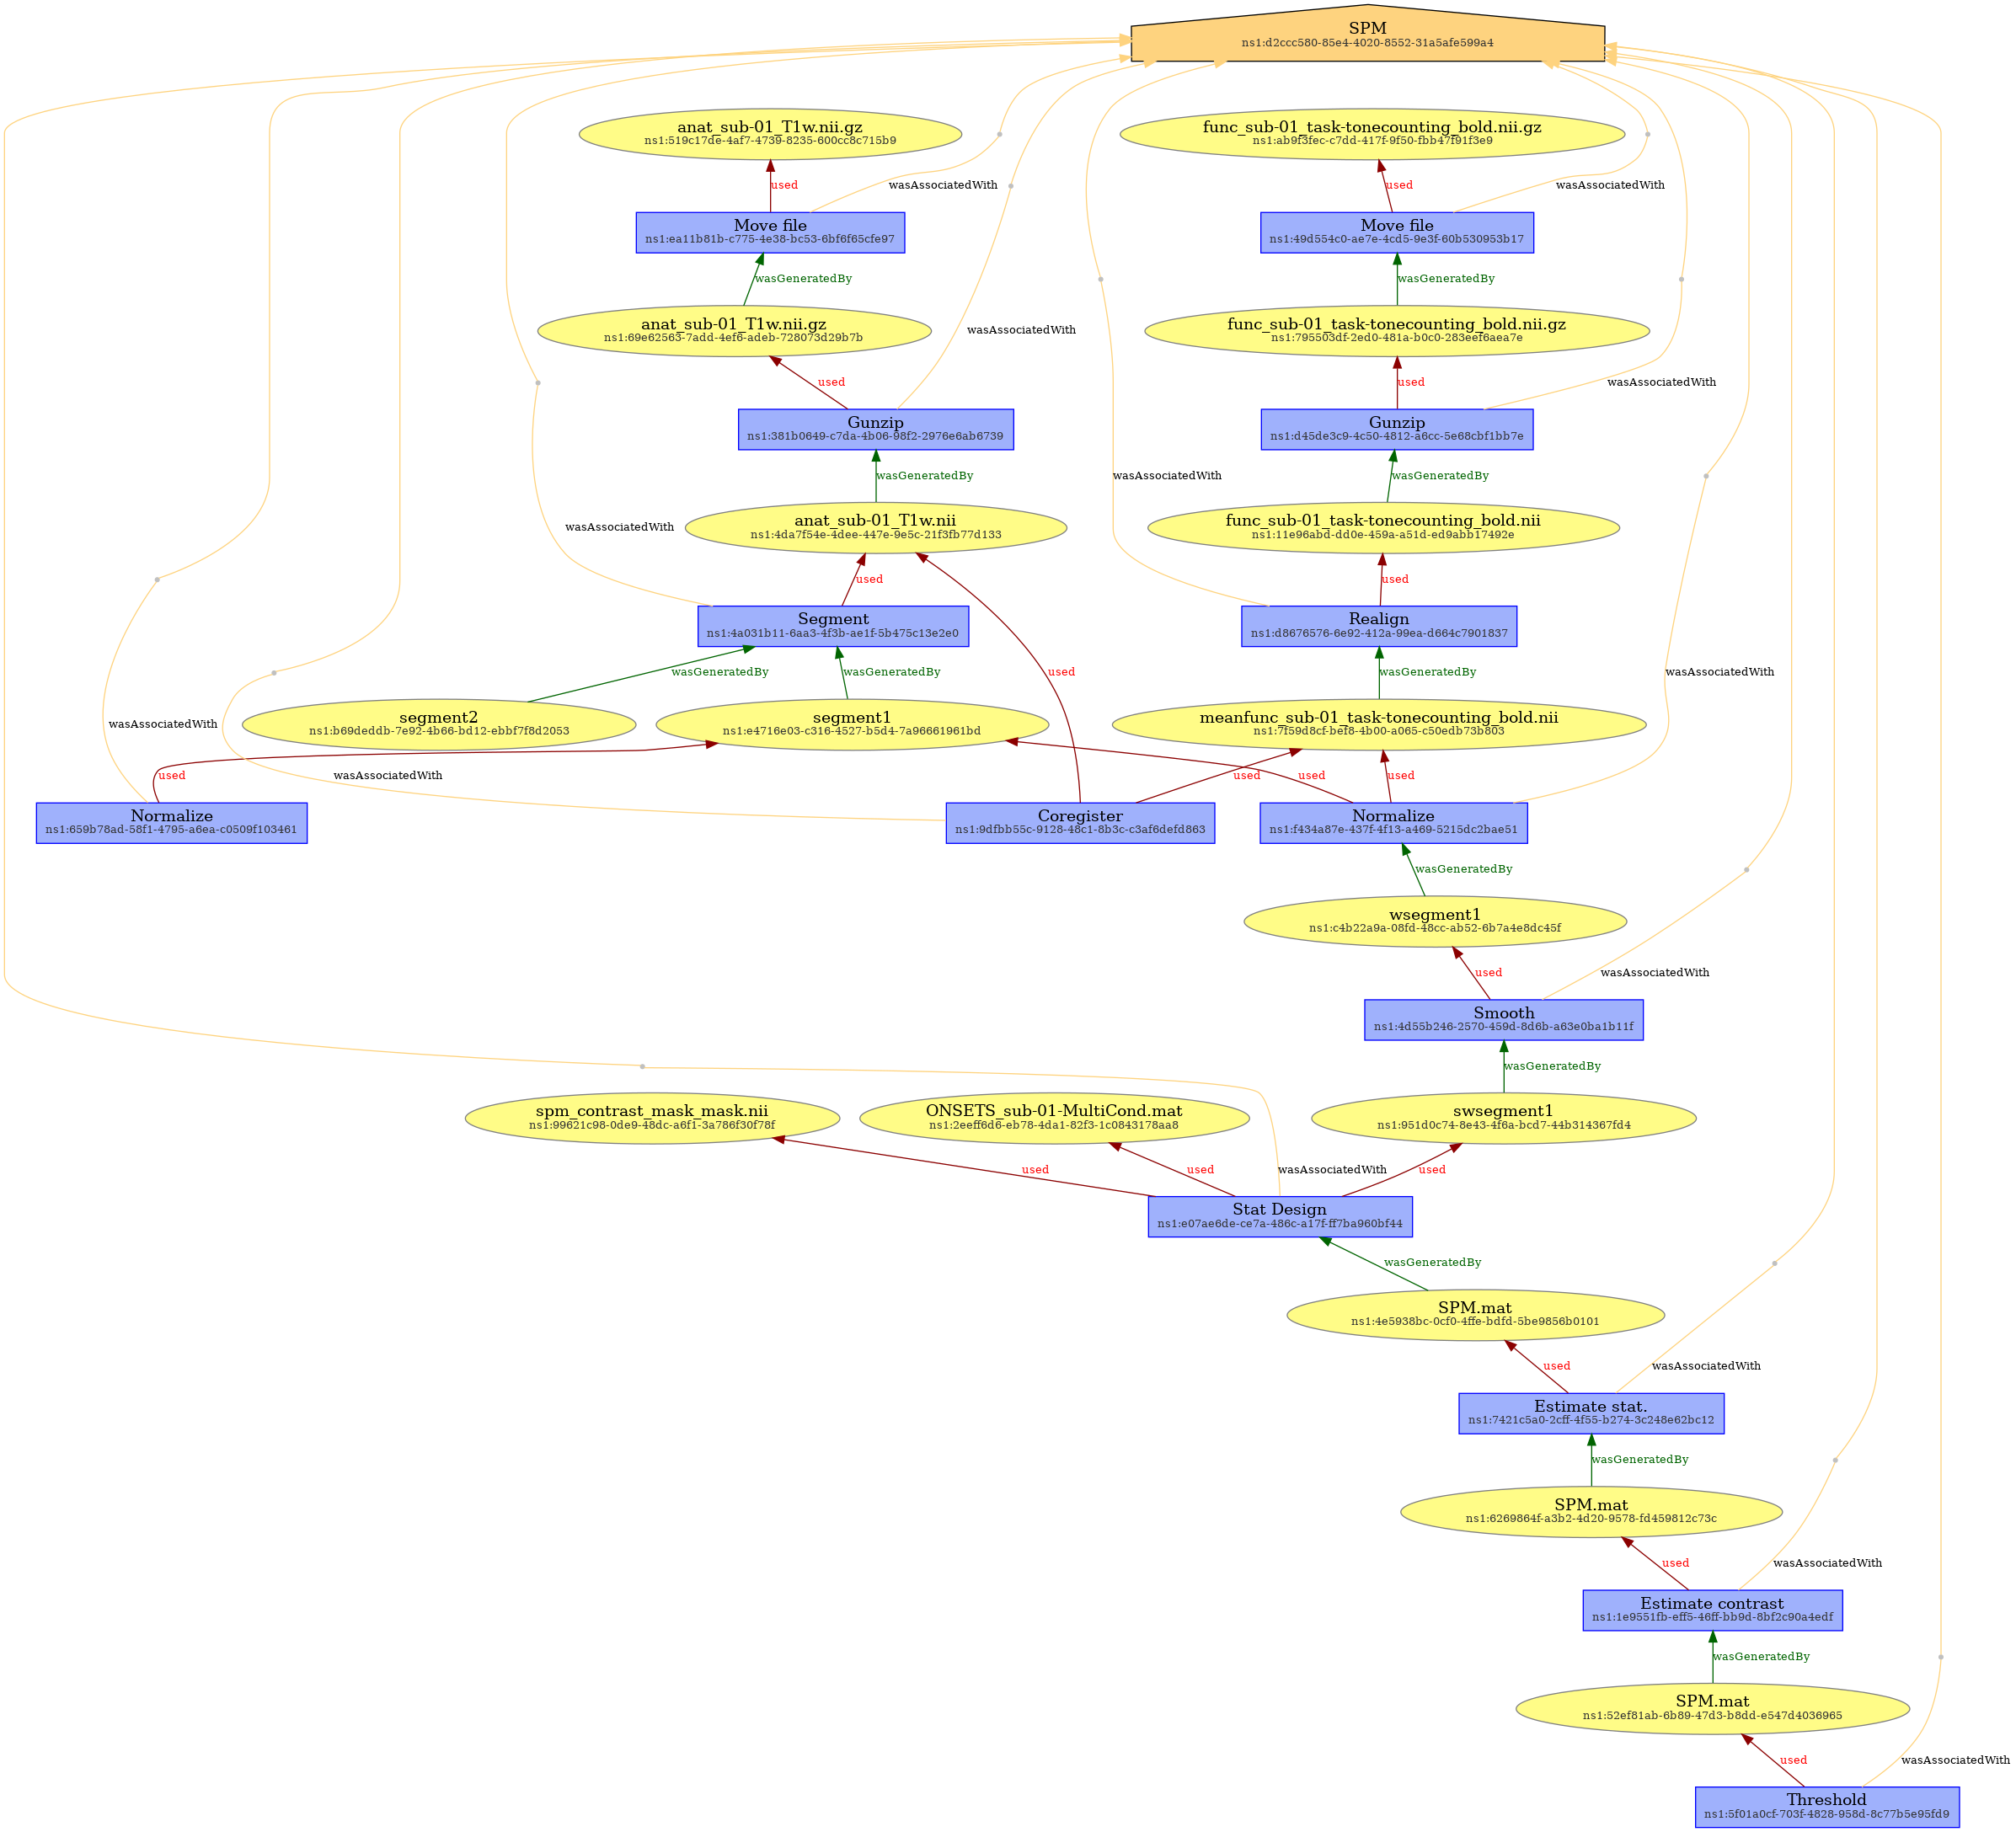 SPM
ns1:d2ccc580-85e4-4020-8552-31a5afe599a4
anat_sub-01_T1w.nii.gz
ns1:519c17de-4af7-4739-8235-600cc8c715b9
func_sub-01_task-tonecounting_bold.nii.gz
ns1:ab9f3fec-c7dd-417f-9f50-fbb47f91f3e9
used
wasAssociatedWith
used
wasAssociatedWith
Move file
ns1:ea11b81b-c775-4e38-bc53-6bf6f65cfe97
Move file
ns1:49d554c0-ae7e-4cd5-9e3f-60b530953b17
wasGeneratedBy
wasGeneratedBy
anat_sub-01_T1w.nii.gz
ns1:69e62563-7add-4ef6-adeb-728073d29b7b
wasAssociatedWith
func_sub-01_task-tonecounting_bold.nii.gz
ns1:795503df-2ed0-481a-b0c0-283eef6aea7e
used
used
wasAssociatedWith
Gunzip
ns1:381b0649-c7da-4b06-98f2-2976e6ab6739
Gunzip
ns1:d45de3c9-4c50-4812-a6cc-5e68cbf1bb7e
wasGeneratedBy
wasAssociatedWith
wasGeneratedBy
wasAssociatedWith
anat_sub-01_T1w.nii
ns1:4da7f54e-4dee-447e-9e5c-21f3fb77d133
func_sub-01_task-tonecounting_bold.nii
ns1:11e96abd-dd0e-459a-a51d-ed9abb17492e
used
used
Segment
ns1:4a031b11-6aa3-4f3b-ae1f-5b475c13e2e0
Realign
ns1:d8676576-6e92-412a-99ea-d664c7901837
wasGeneratedBy
wasGeneratedBy
used
wasGeneratedBy
wasAssociatedWith
wasAssociatedWith
segment2
ns1:b69deddb-7e92-4b66-bd12-ebbf7f8d2053
segment1
ns1:e4716e03-c316-4527-b5d4-7a96661961bd
meanfunc_sub-01_task-tonecounting_bold.nii
ns1:7f59d8cf-bef8-4b00-a065-c50edb73b803
used
wasAssociatedWith
used
used
used
Normalize
ns1:659b78ad-58f1-4795-a6ea-c0509f103461
Coregister
ns1:9dfbb55c-9128-48c1-8b3c-c3af6defd863
Normalize
ns1:f434a87e-437f-4f13-a469-5215dc2bae51
wasGeneratedBy
wsegment1
ns1:c4b22a9a-08fd-48cc-ab52-6b7a4e8dc45f
used
wasAssociatedWith
Smooth
ns1:4d55b246-2570-459d-8d6b-a63e0ba1b11f
wasGeneratedBy
spm_contrast_mask_mask.nii
ns1:99621c98-0de9-48dc-a6f1-3a786f30f78f
ONSETS_sub-01-MultiCond.mat
ns1:2eeff6d6-eb78-4da1-82f3-1c0843178aa8
swsegment1
ns1:951d0c74-8e43-4f6a-bcd7-44b314367fd4
used
used
wasAssociatedWith
used
Stat Design
ns1:e07ae6de-ce7a-486c-a17f-ff7ba960bf44
wasGeneratedBy
SPM.mat
ns1:4e5938bc-0cf0-4ffe-bdfd-5be9856b0101
used
wasAssociatedWith
Estimate stat.
ns1:7421c5a0-2cff-4f55-b274-3c248e62bc12
wasGeneratedBy
SPM.mat
ns1:6269864f-a3b2-4d20-9578-fd459812c73c
used
wasAssociatedWith
Estimate contrast
ns1:1e9551fb-eff5-46ff-bb9d-8bf2c90a4edf
wasGeneratedBy
SPM.mat
ns1:52ef81ab-6b89-47d3-b8dd-e547d4036965
used
wasAssociatedWith
Threshold
ns1:5f01a0cf-703f-4828-958d-8c77b5e95fd9